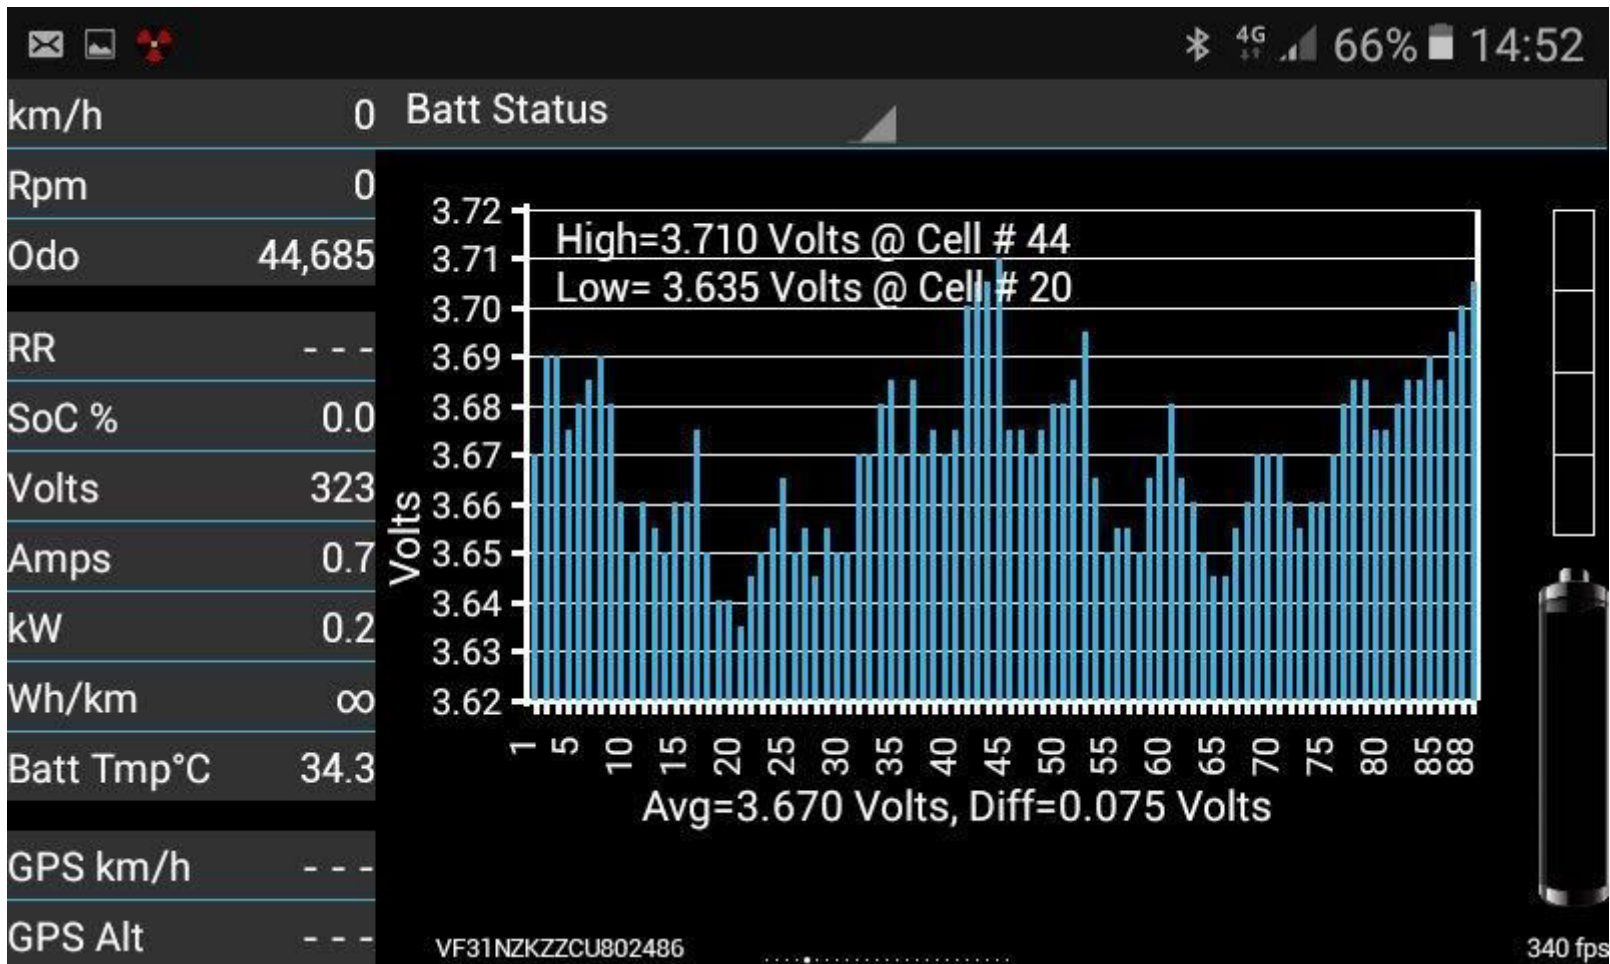 4G 66% 14:52
km/h 0
Rpm 0
Odo 44,685
RR - - -
SoC % 0.0
Volts 323
Amps 0.7
kW 0.2
Wh/km ∞
Batt Tmp°C 34.3
GPS km/h - - -
GPS Alt - - -
Batt Status
High=3.710 Volts @ Cell # 44
Low= 3.635 Volts @ Cell # 20
Volts
3.72
3.71
3.70
3.69
3.68
3.67
3.66
3.65
3.64
3.63
3.62
1 5 10 15 20 25 30 35 40 45 50 55 60 65 70 75 80 85 88
Avg=3.670 Volts, Diff=0.075 Volts
VF31NZKZZCU802486
340 fps